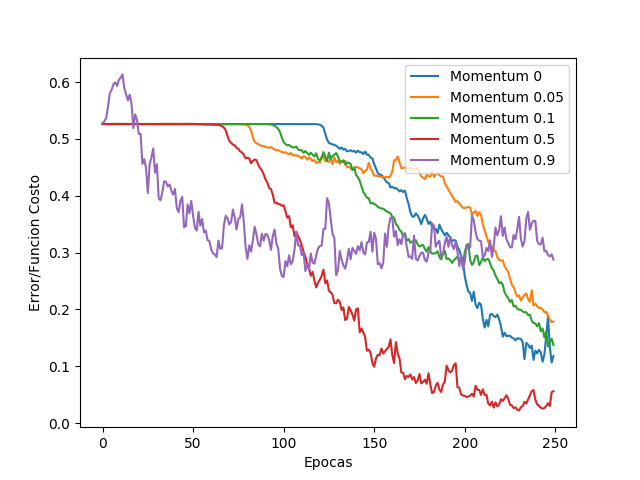 Momentum 0
Momentum 0.05
Momentum 0.1
Momentum 0.5
Momentum 0.9
0.6
0.5
0.4
0.3
0.2
0.1
0.0
Error/Funcion Costo
0 50 100 150 200 250
Epocas